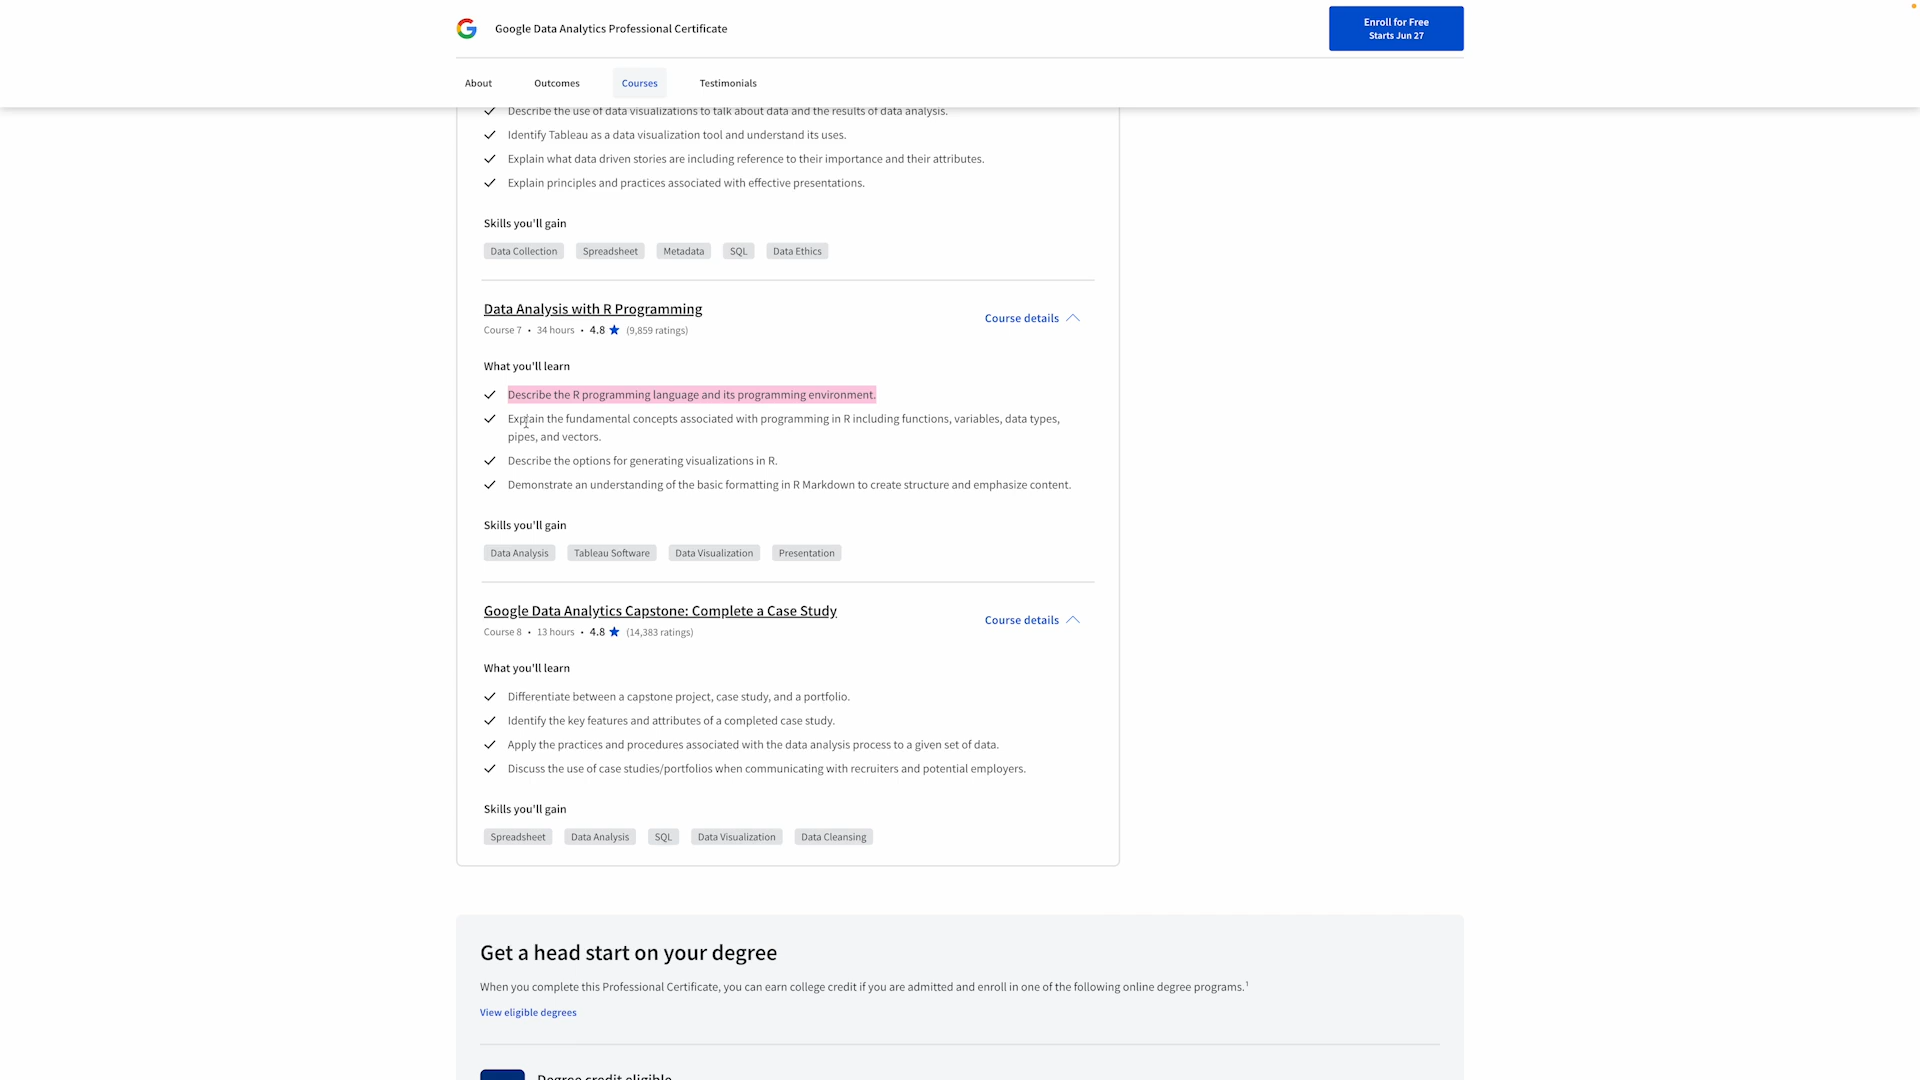 Google Data Analytics Professional Certificate
Enroll for Free
Starts Jun 27
About
Outcomes
Courses
Testimonials
Describe the use of data visualizations to talk about data and the results of data analysis.
Identify Tableau as a data visualization tool and understand its uses.
Explain what data driven stories are including reference to their importance and their attributes.
Explain principles and practices associated with effective presentations.
Skills you'll gain
Data Collection
Spreadsheet
Metadata
SQL
Data Ethics
Data Analysis with R Programming
Course details
Course 7 • 34 hours • 4.8 ★ (9,859 ratings)
What you'll learn
Describe the R programming language and its programming environment.
Explain the fundamental concepts associated with programming in R including functions, variables, data types,
pipes, and vectors.
Describe the options for generating visualizations in R.
Demonstrate an understanding of the basic formatting in R Markdown to create structure and emphasize content.
Skills you'll gain
Data Analysis
Tableau Software
Data Visualization
Presentation
Google Data Analytics Capstone: Complete a Case Study
Course details
Course 8 • 13 hours • 4.8 ★ (14,383 ratings)
What you'll learn
Differentiate between a capstone project, case study, and a portfolio.
Identify the key features and attributes of a completed case study.
Apply the practices and procedures associated with the data analysis process to a given set of data.
Discuss the use of case studies/portfolios when communicating with recruiters and potential employers.
Skills you'll gain
Spreadsheet
Data Analysis
SQL
Data Visualization
Data Cleansing
Get a head start on your degree
When you complete this Professional Certificate, you can earn college credit if you are admitted and enroll in one of the following online degree programs.¹
View eligible degrees
Degree credit eligible